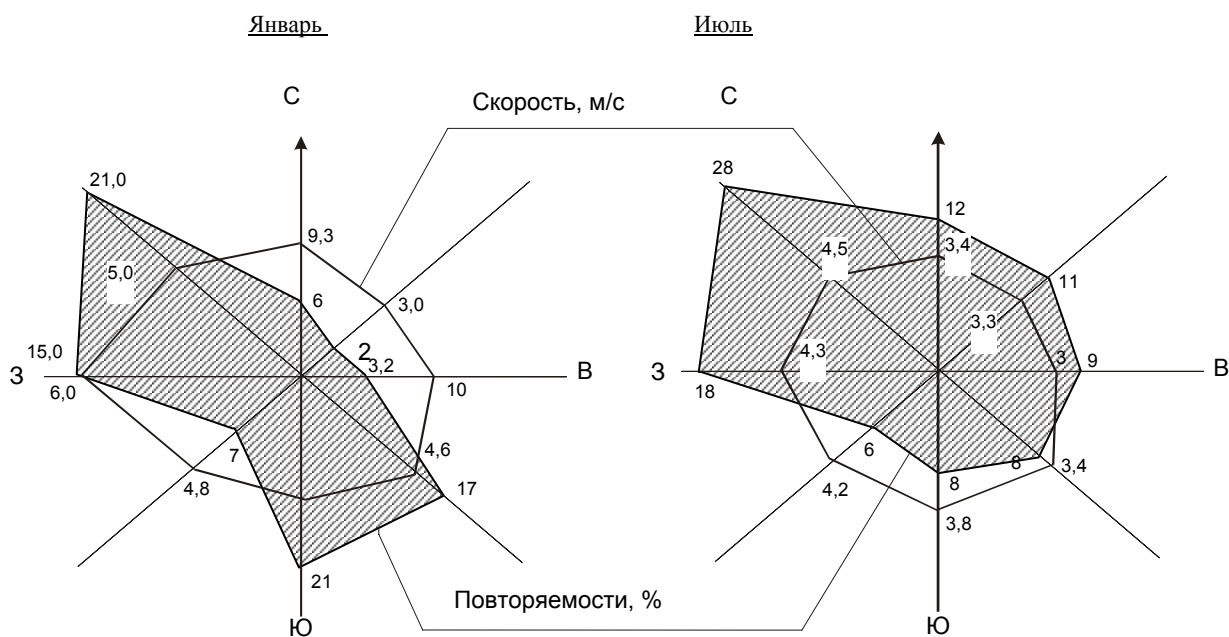 Январь
Июль
С
Скорость, м/с
С
21,0
28
9,3
12
5,0
4,5
3,4
6
3,0
11
3,3
2
3,2
15,0
З
6,0
10
В
4,3
3
9
З
18
В
7
4,6
6
8
3,4
4,8
17
4,2
8
3,8
21
Повторяемости, %
Ю
Ю